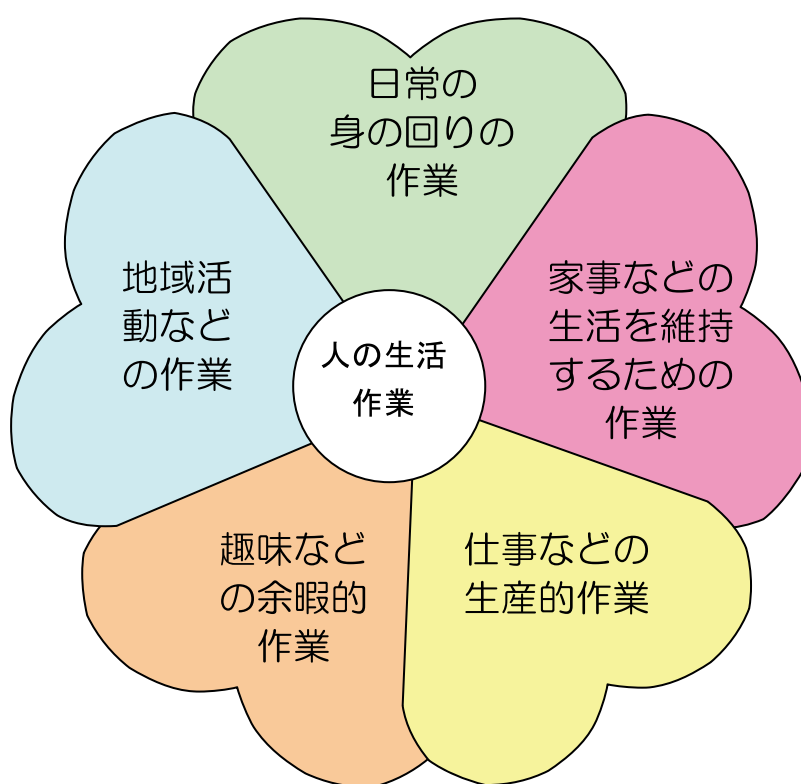 日常の
身の回りの
作業
家事などの
生活を維持
するための
作業
仕事などの
生産的作業
趣味など
の余暇的
作業
地域活
動など
の作業
人の生活
作業